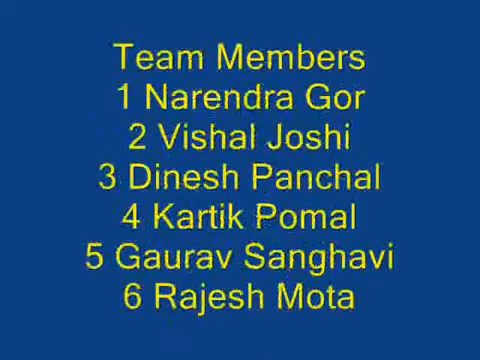 Team Members
1 Narendra Gor
2 Vishal Joshi
3 Dinesh Panchal
4 Kartik Pomal
5 Gaurav Sanghavi
6 Rajesh Mota